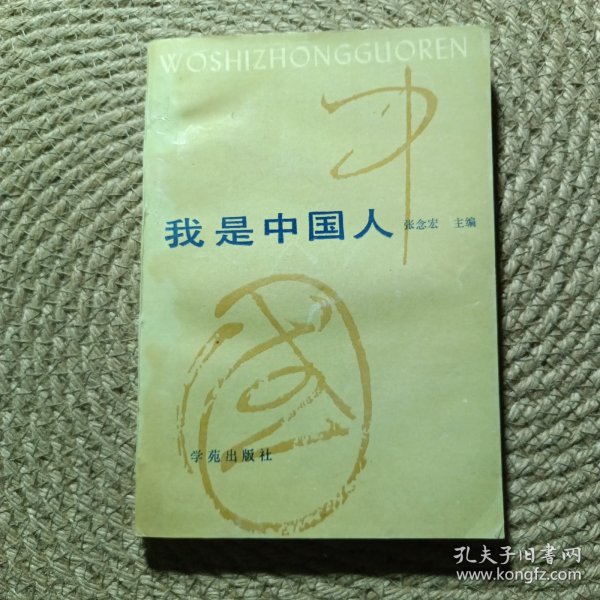 WOSHIZHONGGUOREN
中
我是中国人
张念宏 主编
國
学苑出版社
孔夫子旧书网
www.kongfz.com